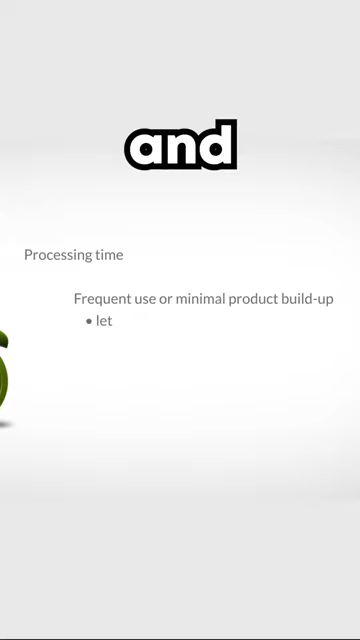 and
Processing time
Frequent use or minimal product build-up
• let